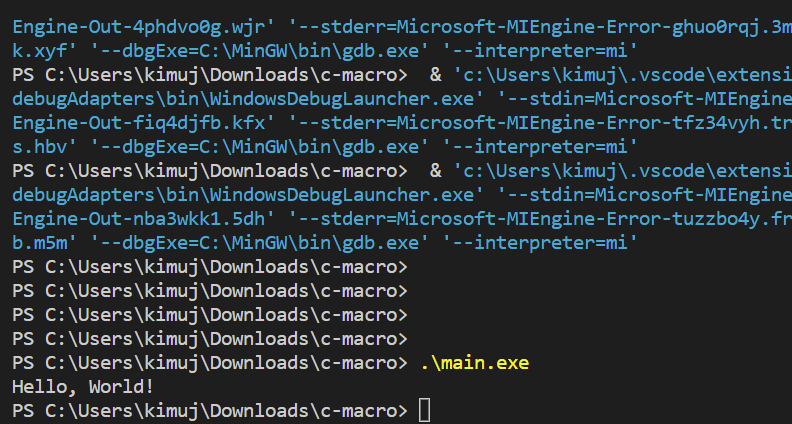 Engine-Out-4phdvo0g.wjr' '--stderr=Microsoft-MIEngine-Error-ghuo0rqj.3m
k.xyf' '--dbgExe=C:\MinGW\bin\gdb.exe' '--interpreter=mi'
PS C:\Users\kimuj\Downloads\c-macro>  & 'c:\Users\kimuj\.vscode\extensi
debugAdapters\bin\WindowsDebugLauncher.exe' '--stdin=Microsoft-MIEngine
Engine-Out-fiq4djfb.kfx' '--stderr=Microsoft-MIEngine-Error-tfz34vyh.tr
s.hbv' '--dbgExe=C:\MinGW\bin\gdb.exe' '--interpreter=mi'
PS C:\Users\kimuj\Downloads\c-macro>  & 'c:\Users\kimuj\.vscode\extensi
debugAdapters\bin\WindowsDebugLauncher.exe' '--stdin=Microsoft-MIEngine
Engine-Out-nba3wkk1.5dh' '--stderr=Microsoft-MIEngine-Error-tuzzbo4y.fr
b.m5m' '--dbgExe=C:\MinGW\bin\gdb.exe' '--interpreter=mi'
PS C:\Users\kimuj\Downloads\c-macro>
PS C:\Users\kimuj\Downloads\c-macro>
PS C:\Users\kimuj\Downloads\c-macro>
PS C:\Users\kimuj\Downloads\c-macro>
PS C:\Users\kimuj\Downloads\c-macro> .\main.exe
Hello, World!
PS C:\Users\kimuj\Downloads\c-macro>